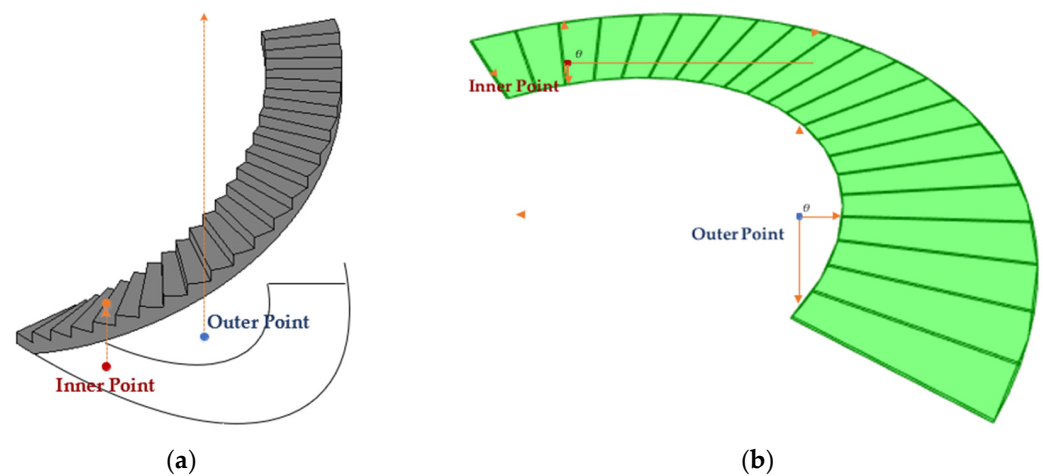 Outer Point
Inner Point
(a)
θ
Inner Point
θ
Outer Point
(b)